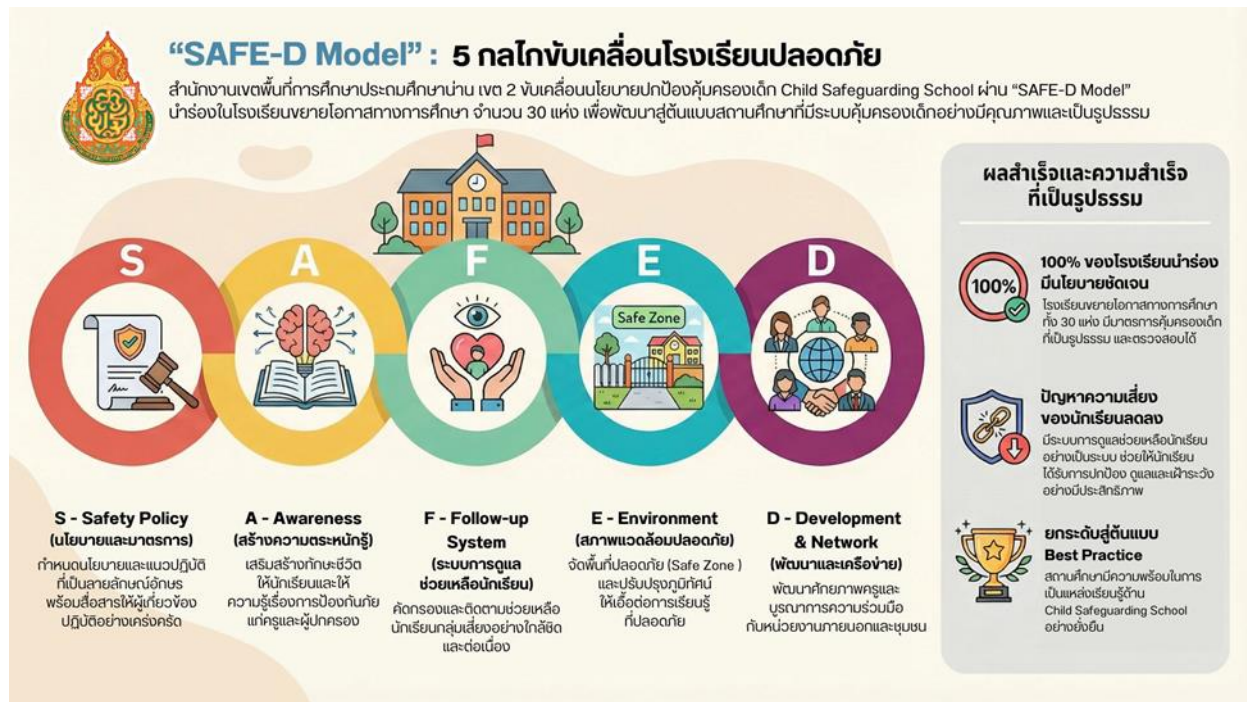 “SAFE-D Model” : 5 กลไกขับเคลื่อนโรงเรียนปลอดภัย
สำนักงานเขตพื้นที่การศึกษาประถมศึกษาน่าน เขต 2 ขับเคลื่อนนโยบายปกป้องคุ้มครองเด็ก Child Safeguarding School ผ่าน “SAFE-D Model”
นำร่องในโรงเรียนขยายโอกาสทางการศึกษา จำนวน 30 แห่ง เพื่อพัฒนาสู่ต้นแบบสถานศึกษาที่มีระบบคุ้มครองเด็กอย่างมีคุณภาพและเป็นรูปธรรม
S
A
F
E
D
Safe Zone
S - Safety Policy
(นโยบายและมาตรการ)
กำหนดนโยบายและแนวปฏิบัติ
ที่เป็นลายลักษณ์อักษร
พร้อมสื่อสารให้ผู้เกี่ยวข้อง
ปฏิบัติอย่างเคร่งครัด
A - Awareness
(สร้างความตระหนักรู้)
เสริมสร้างทักษะชีวิต
ให้นักเรียนและให้
ความรู้เรื่องการป้องกันภัย
แก่ครูและผู้ปกครอง
F - Follow-up
System
(ระบบการดูแล
ช่วยเหลือนักเรียน)
คัดกรองและติดตามช่วยเหลือ
นักเรียนกลุ่มเสี่ยงอย่างใกล้ชิด
และต่อเนื่อง
E - Environment
(สภาพแวดล้อมปลอดภัย)
จัดพื้นที่ปลอดภัย (Safe Zone )
และปรับปรุงภูมิทัศน์
ให้เอื้อต่อการเรียนรู้
ที่ปลอดภัย
D - Development
& Network
(พัฒนาและเครือข่าย)
พัฒนาศักยภาพครูและ
บูรณาการความร่วมมือ
กับหน่วยงานภายนอกและชุมชน
ผลสำเร็จและความสำเร็จ
ที่เป็นรูปธรรม
100%
100% ของโรงเรียนนำร่อง
มีนโยบายชัดเจน
โรงเรียนขยายโอกาสทางการศึกษา
ทั้ง 30 แห่ง มีมาตรการคุ้มครองเด็ก
ที่เป็นรูปธรรม และตรวจสอบได้
ปัญหาความเสี่ยง
ของนักเรียนลดลง
มีระบบการดูแลช่วยเหลือนักเรียน
อย่างเป็นระบบ ช่วยให้นักเรียน
ได้รับการปกป้อง ดูแลและเฝ้าระวัง
อย่างมีประสิทธิภาพ
ยกระดับสู่ต้นแบบ
Best Practice
สถานศึกษามีความพร้อมในการ
เป็นแหล่งเรียนรู้ด้าน
Child Safeguarding School
อย่างยั่งยืน